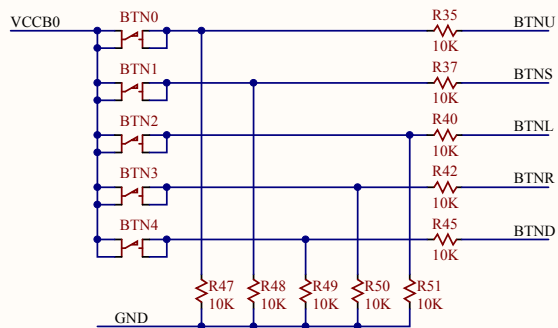 VCCB0
BTN0
R35
10K
BTNU
BTN1
R37
10K
BTNS
BTN2
R40
10K
BTNL
BTN3
R42
10K
BTNR
BTN4
R45
10K
BTND
R47
10K
R48
10K
R49
10K
R50
10K
R51
10K
GND